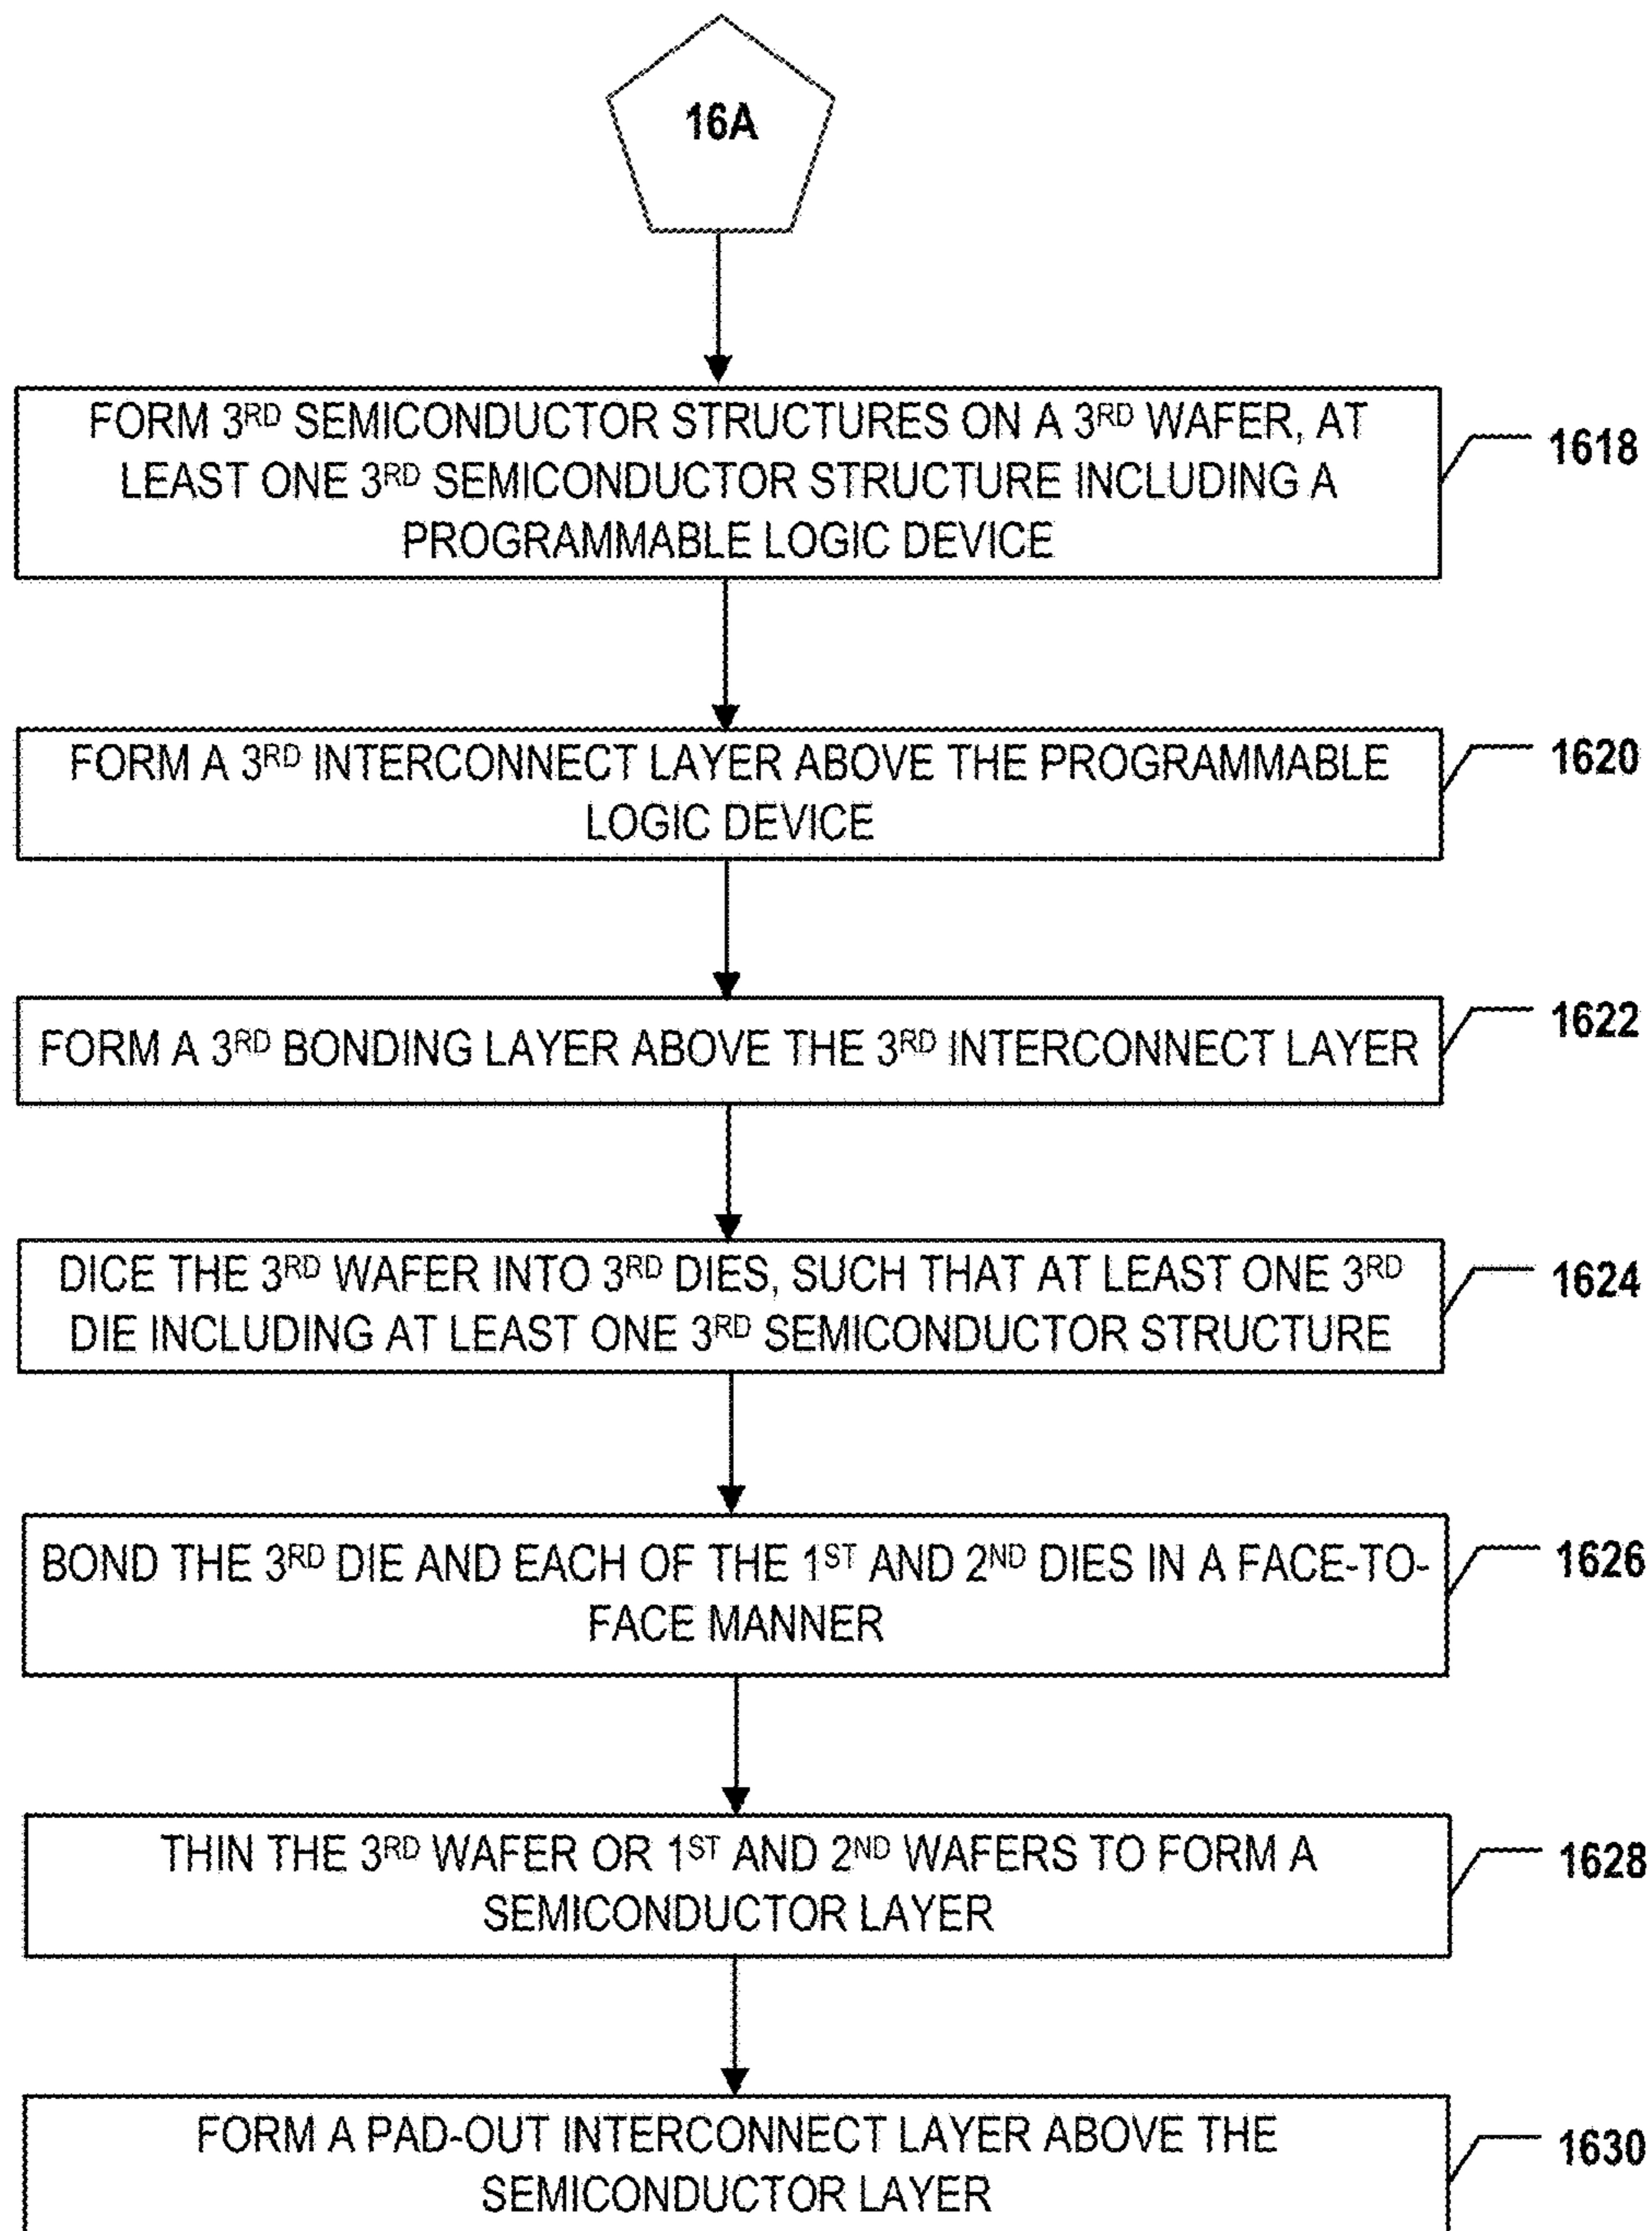 16A
FORM 3RD SEMICONDUCTOR STRUCTURES ON A 3RD WAFER, AT
LEAST ONE 3RD SEMICONDUCTOR STRUCTURE INCLUDING A
PROGRAMMABLE LOGIC DEVICE
1618
FORM A 3RD INTERCONNECT LAYER ABOVE THE PROGRAMMABLE
LOGIC DEVICE
1620
FORM A 3RD BONDING LAYER ABOVE THE 3RD INTERCONNECT LAYER
1622
DICE THE 3RD WAFER INTO 3RD DIES, SUCH THAT AT LEAST ONE 3RD
DIE INCLUDING AT LEAST ONE 3RD SEMICONDUCTOR STRUCTURE
1624
BOND THE 3RD DIE AND EACH OF THE 1ST AND 2ND DIES IN A FACE-TO-
FACE MANNER
1626
THIN THE 3RD WAFER OR 1ST AND 2ND WAFERS TO FORM A
SEMICONDUCTOR LAYER
1628
FORM A PAD-OUT INTERCONNECT LAYER ABOVE THE
SEMICONDUCTOR LAYER
1630